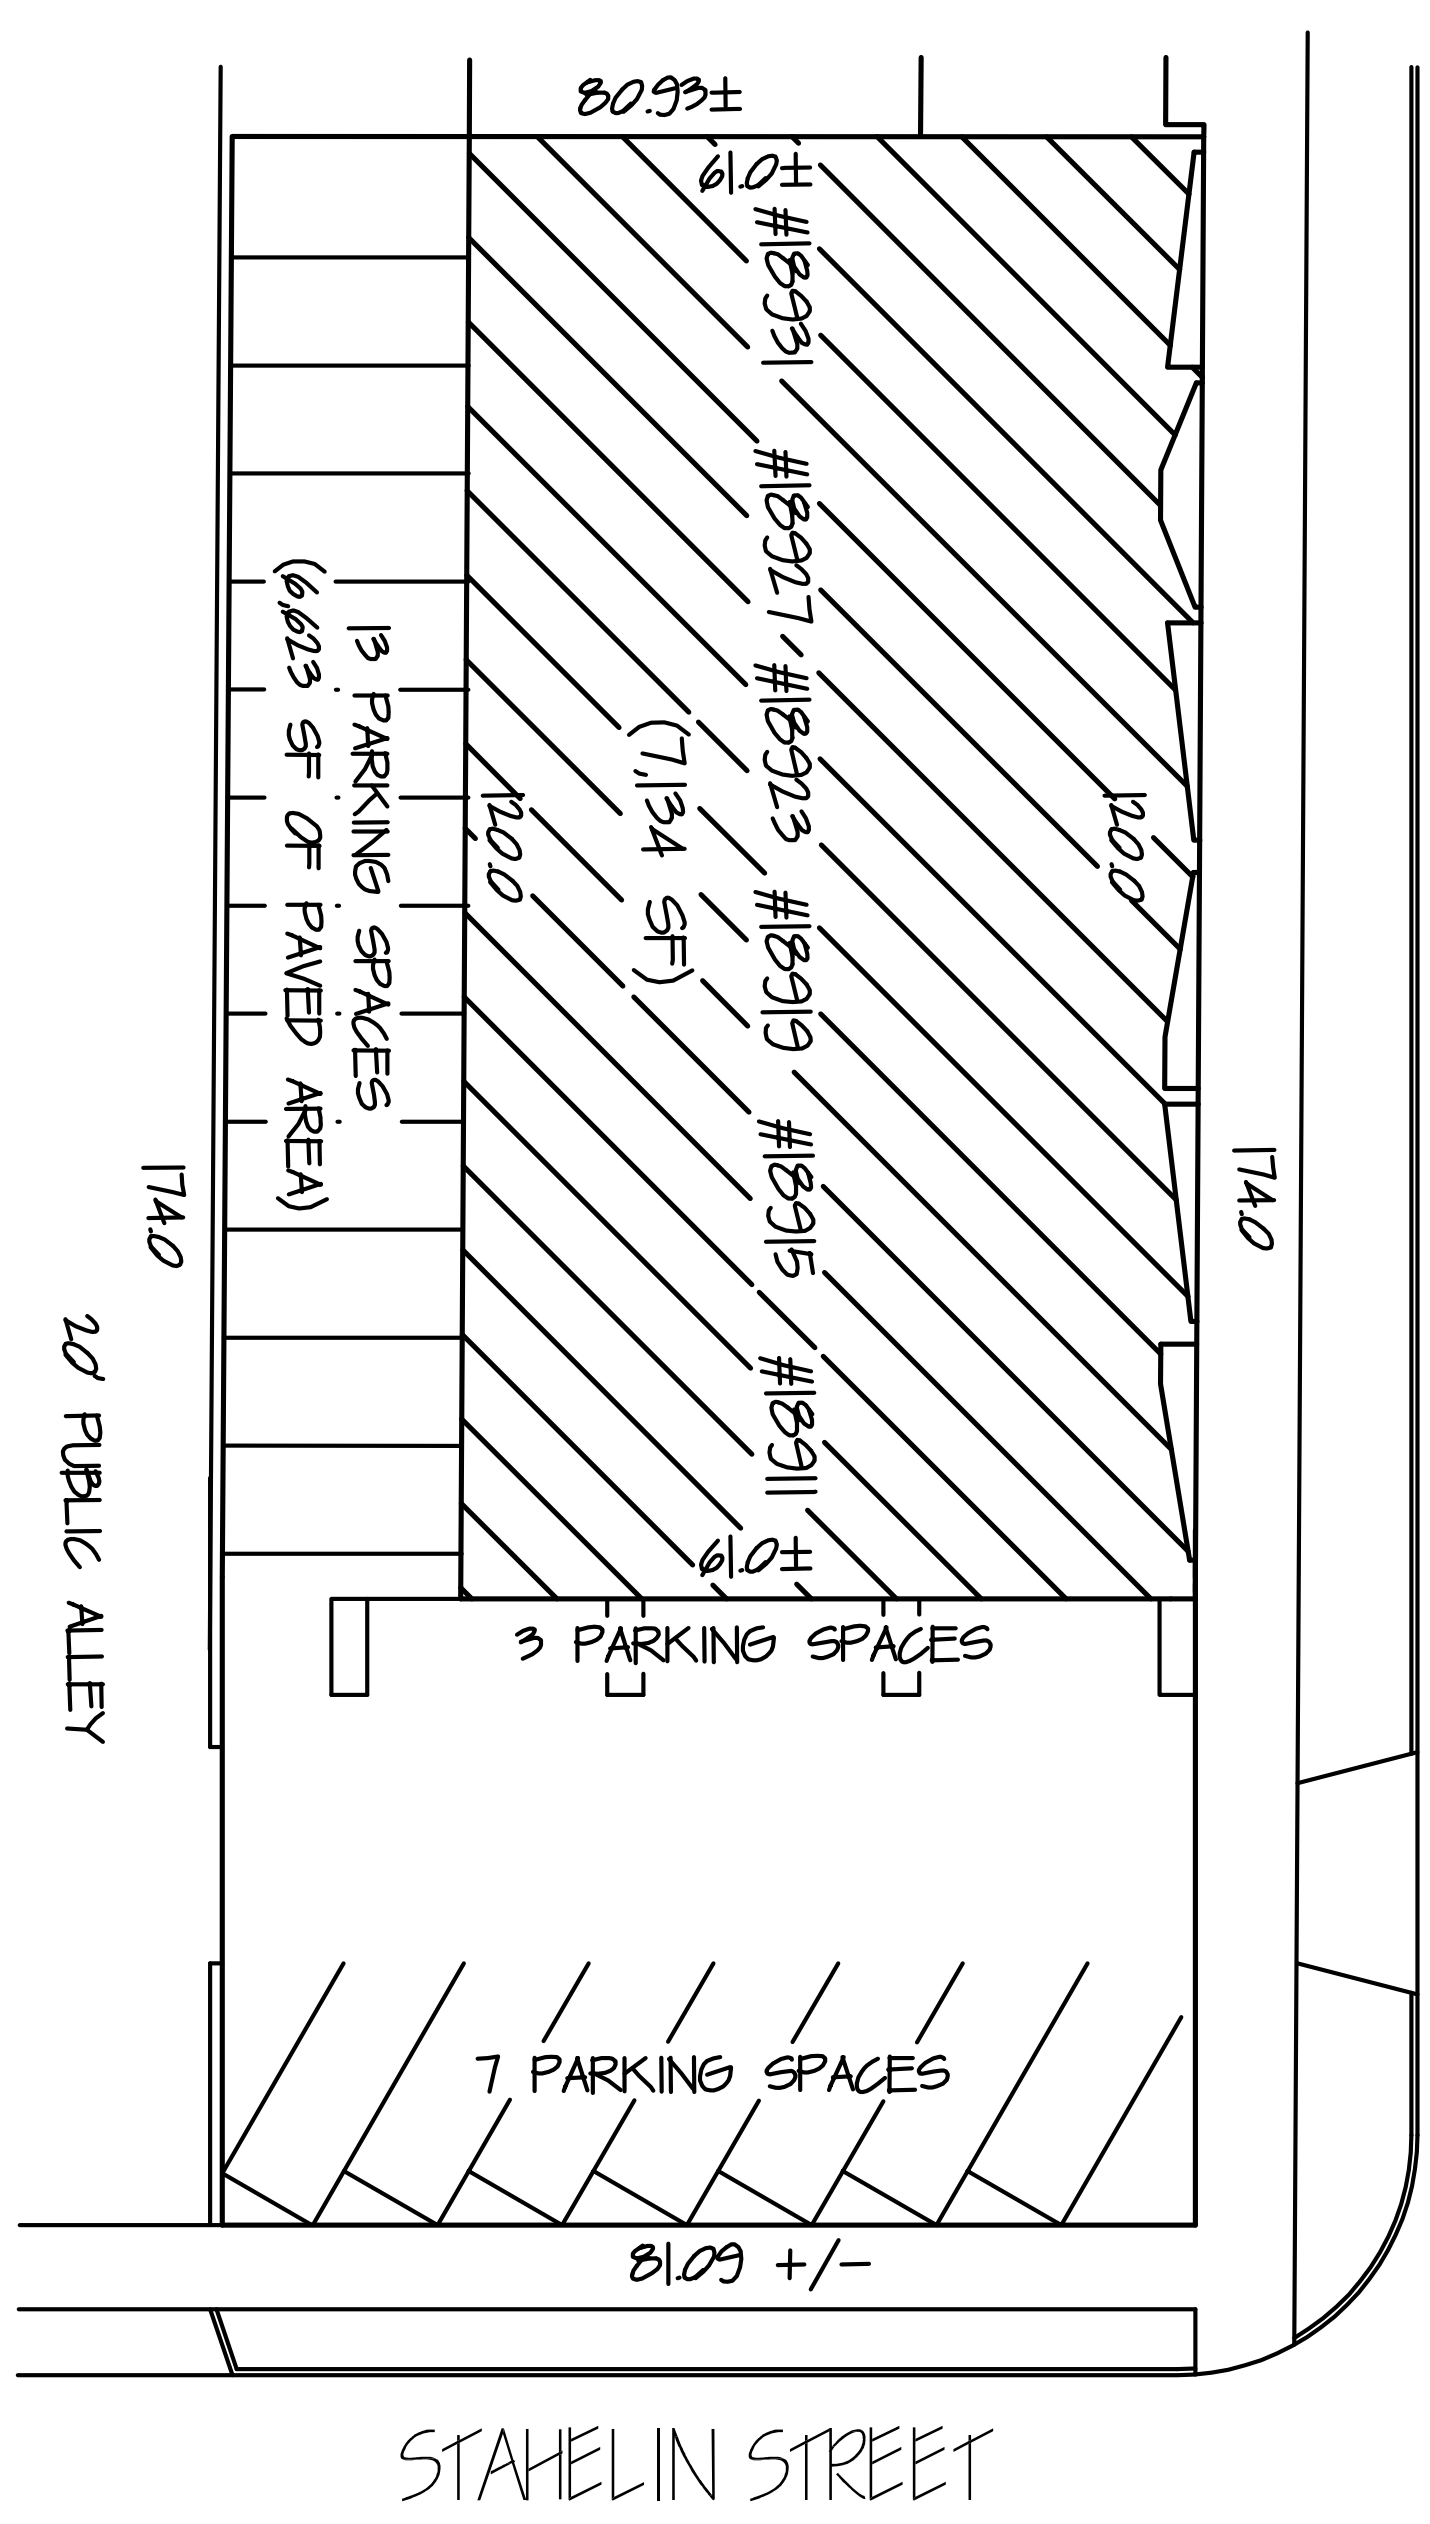 80.93±
61.0±
#18931
#18927
#18923
#18919
#18915
#18911
(7,134 SF)
120.0
120.0
13 PARKING SPACES
(6,623 SF OF PAVED AREA)
174.0
174.0
20' PUBLIC ALLEY
61.0±
3 PARKING SPACES
7 PARKING SPACES
81.09 +/-
STAHELIN STREET